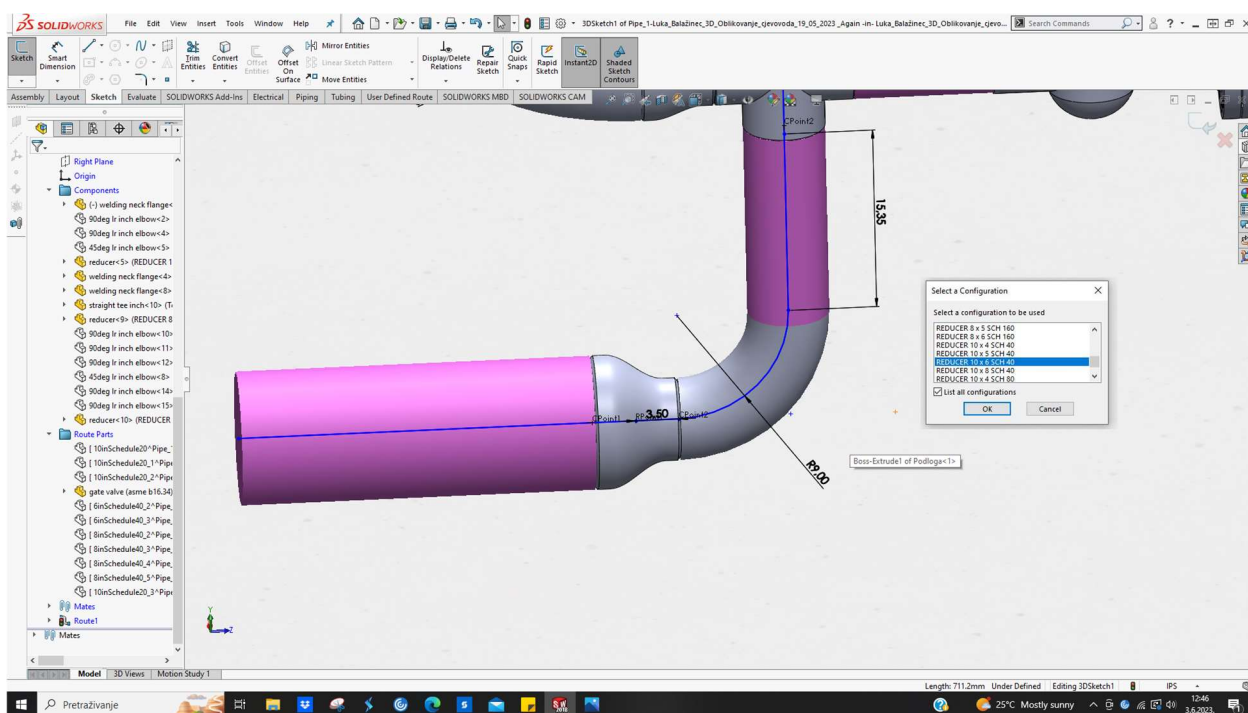 SOLIDWORKS File Edit View Insert Tools Window Help 3DSketch1 of Pipe_1-Luka_Balažinec_3D_Oblikovanje_cjevovoda_19_05_2023 _Again -in- Luka_Balažinec_3D_Oblikovanje_cjevo... Search Commands
Sketch Smart Dimension Trim Entities Convert Entities Offset Entities Offset On Surface Mirror Entities Linear Sketch Pattern Move Entities Display/Delete Relations Repair Sketch Quick Snaps Rapid Sketch Instant2D Shaded Sketch Contours
Assembly Layout Sketch Evaluate SOLIDWORKS Add-Ins Electrical Piping Tubing User Defined Route SOLIDWORKS MBD SOLIDWORKS CAM
Right Plane
Origin
Components
(-) welding neck flange<
90deg lr inch elbow<2>
90deg lr inch elbow<4>
45deg lr inch elbow<5>
reducer<5> (REDUCER 1
welding neck flange<4>
welding neck flange<8>
straight tee inch<10> (T
reducer<9> (REDUCER 8
90deg lr inch elbow<10>
90deg lr inch elbow<11>
90deg lr inch elbow<12>
45deg lr inch elbow<8>
90deg lr inch elbow<14>
90deg lr inch elbow<15>
reducer<10> (REDUCER
Route Parts
[ 10inSchedule20^Pipe_
[ 10inSchedule20_1^Pipe
[ 10inSchedule20_2^Pipe
gate valve (asme b16.34)
[ 6inSchedule40_2^Pipe_
[ 6inSchedule40_3^Pipe_
[ 8inSchedule40_2^Pipe_
[ 8inSchedule40_3^Pipe_
[ 8inSchedule40_4^Pipe_
[ 8inSchedule40_5^Pipe_
[ 10inSchedule20_3^Pipe
Mates
Route1
Mates
CPoint2
15.35
CPoint1
3.50
CPoint2
R9.00
Select a Configuration
Select a configuration to be used
REDUCER 8 x 5 SCH 160
REDUCER 8 x 6 SCH 160
REDUCER 10 x 4 SCH 40
REDUCER 10 x 5 SCH 40
REDUCER 10 x 6 SCH 40
REDUCER 10 x 8 SCH 40
REDUCER 10 x 4 SCH 80
List all configurations
OK Cancel
Boss-Extrude1 of Podloga<1>
Y
Z
Model 3D Views Motion Study 1
Length: 711.2mm Under Defined Editing 3DSketch1 IPS
Pretraživanje 25°C Mostly sunny 12:46
3.6.2023.